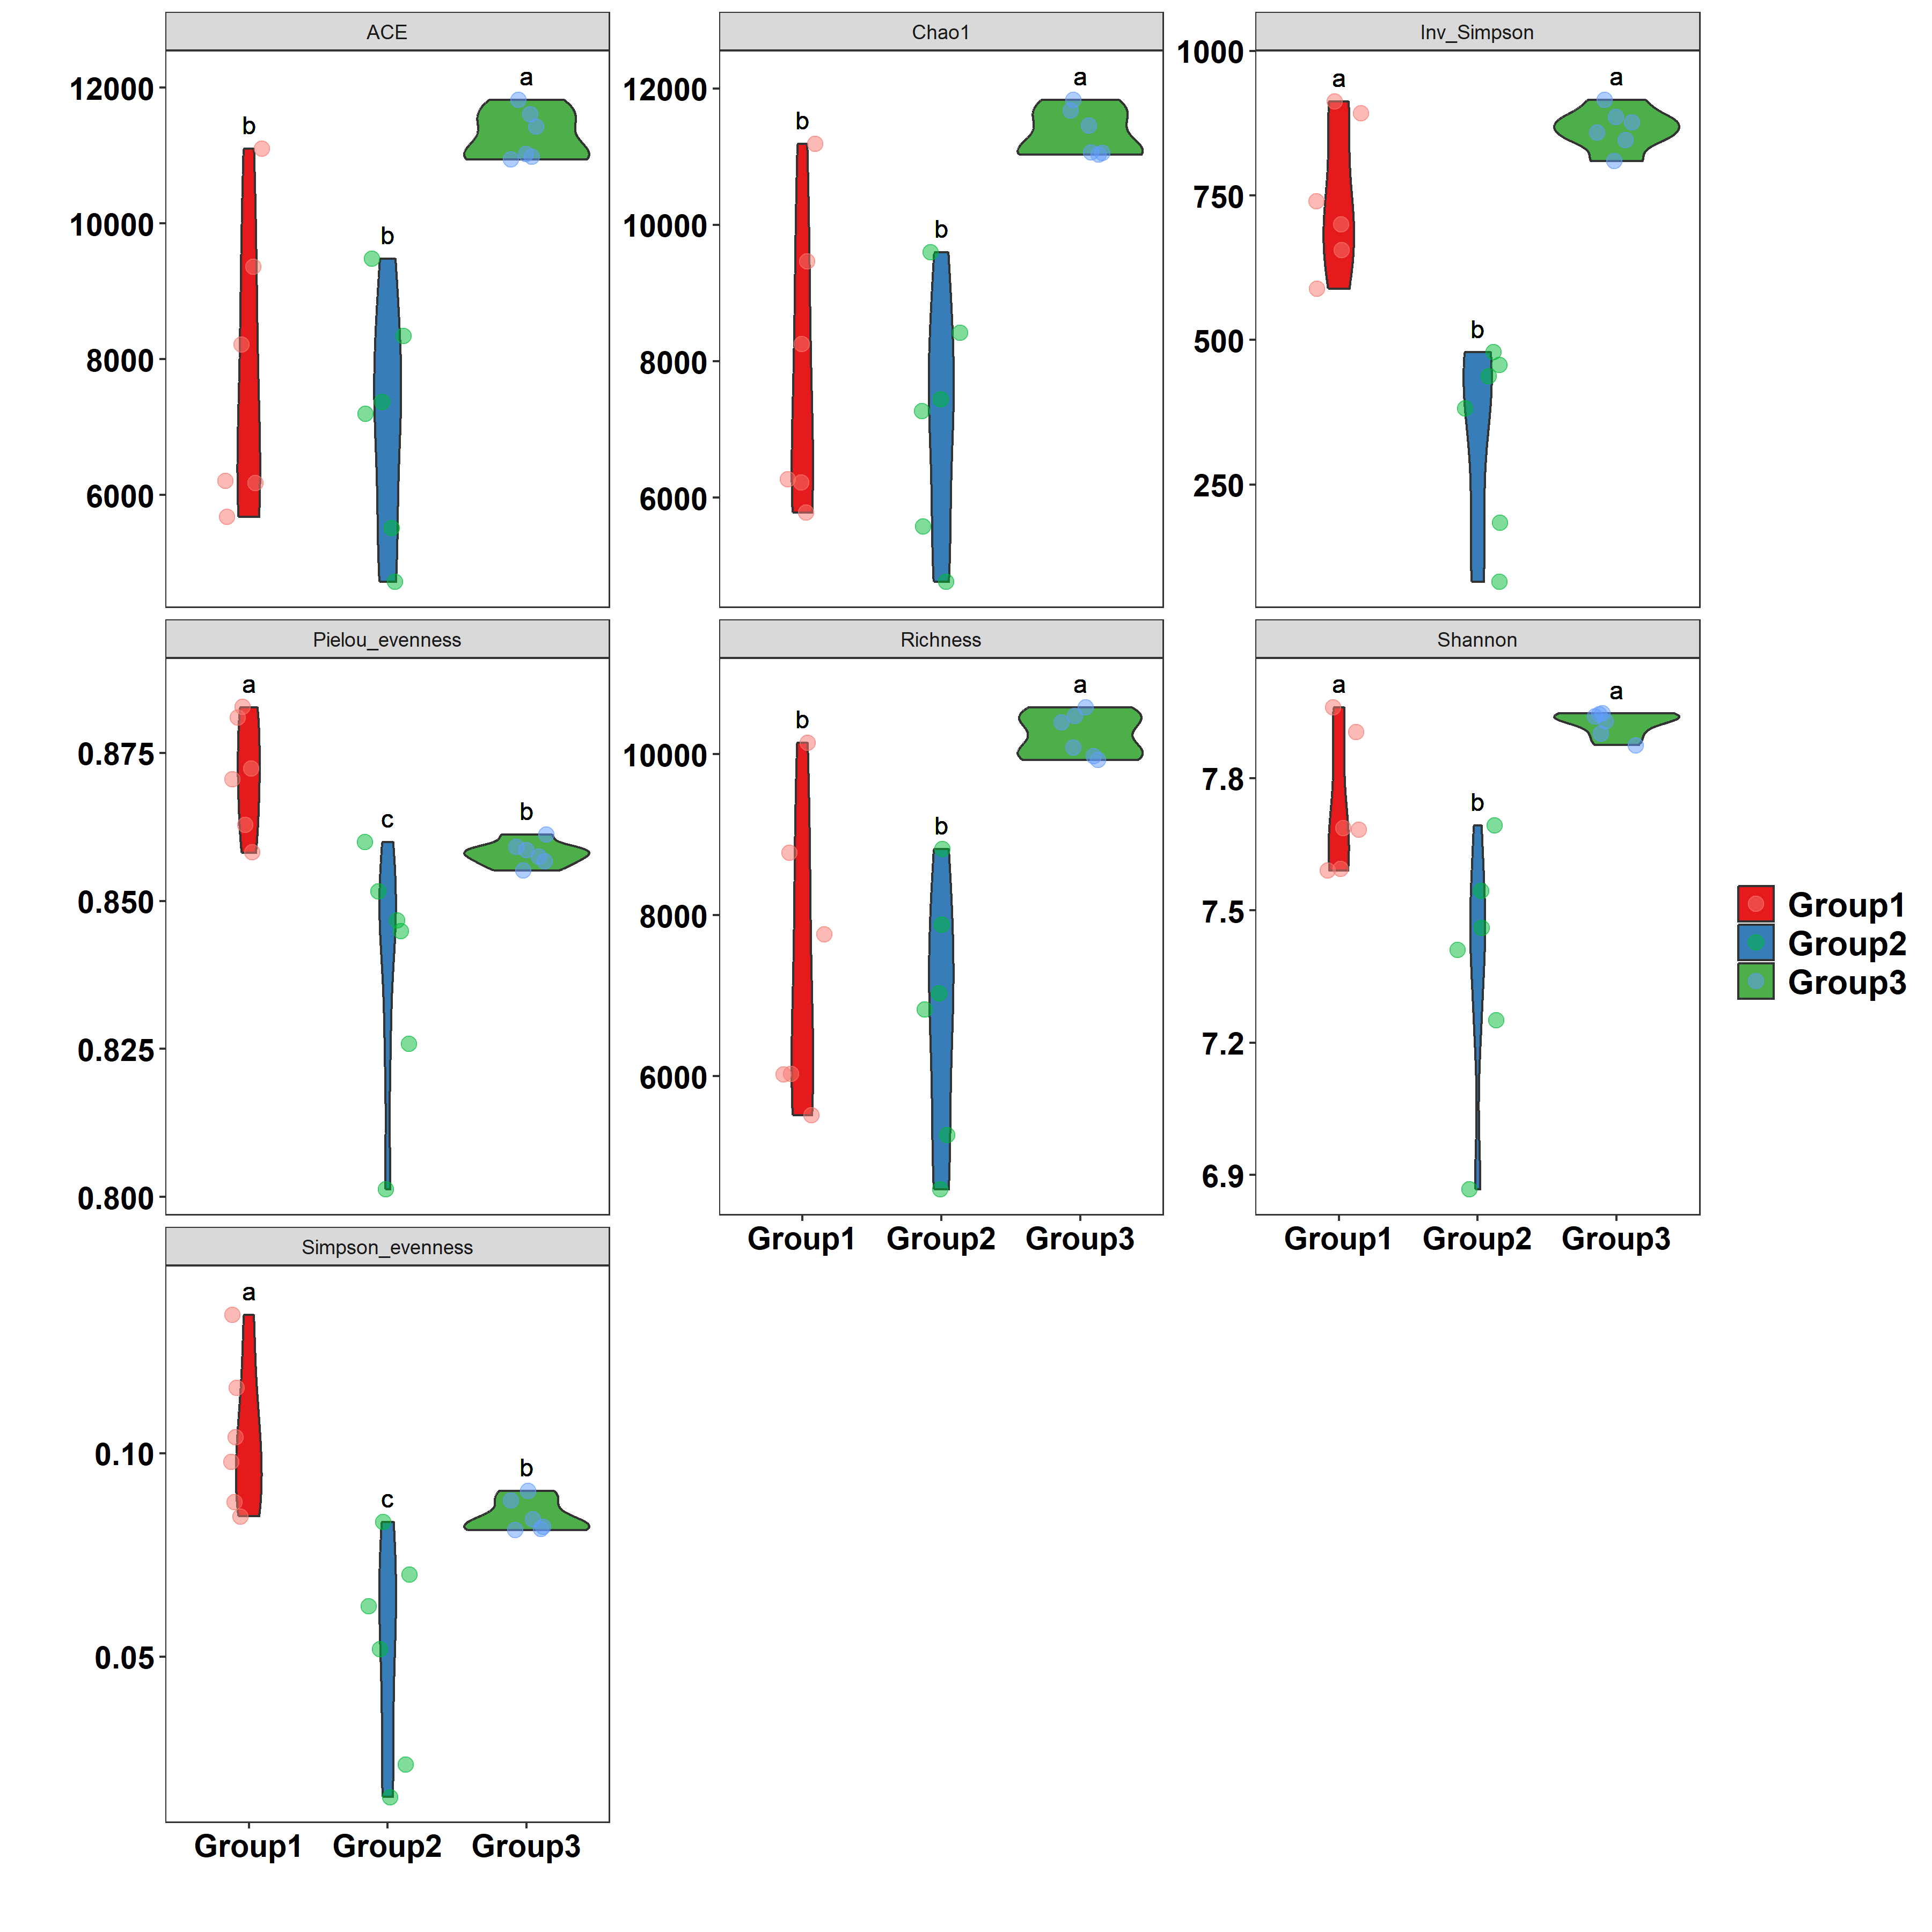 ACE
12000
10000
8000
6000
b
b
a
Chao1
12000
10000
8000
6000
b
b
a
Inv_Simpson
1000
750
500
250
a
b
a
Pielou_evenness
0.875
0.850
0.825
0.800
a
c
b
Richness
10000
8000
6000
b
b
a
Group1 Group2 Group3
Shannon
7.8
7.5
7.2
6.9
a
b
a
Group1 Group2 Group3
Simpson_evenness
0.10
0.05
a
c
b
Group1 Group2 Group3
Group1
Group2
Group3